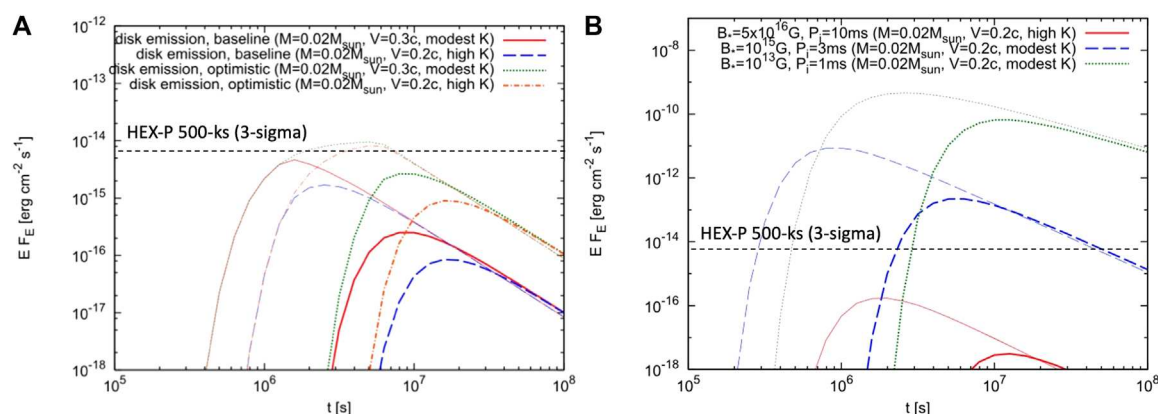 A
disk emission, baseline (M=0.02M_sun, V=0.3c, modest K)
disk emission, baseline (M=0.02M_sun, V=0.2c, high K)
disk emission, optimistic (M=0.02M_sun, V=0.3c, modest K)
disk emission, optimistic (M=0.02M_sun, V=0.2c, high K)
HEX-P 500-ks (3-sigma)
E F_E [erg cm^-2 s^-1]
10^-12
10^-13
10^-14
10^-15
10^-16
10^-17
10^-18
10^5
10^6
10^7
10^8
t [s]
B
B_*=5x10^16G, P_i=10ms (M=0.02M_sun, V=0.2c, high K)
B_*=10^15G, P_i=3ms (M=0.02M_sun, V=0.2c, modest K)
B_*=10^13G, P_i=1ms (M=0.02M_sun, V=0.2c, modest K)
HEX-P 500-ks (3-sigma)
E F_E [erg cm^-2 s^-1]
10^-8
10^-10
10^-12
10^-14
10^-16
10^-18
10^5
10^6
10^7
10^8
t [s]